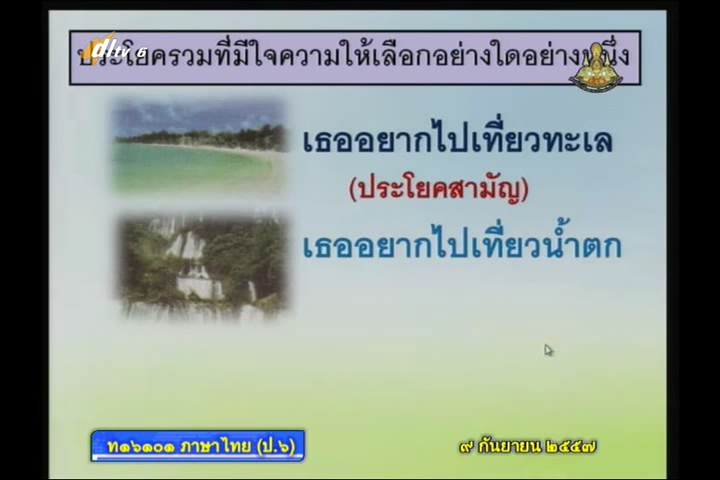 dltv 6
ประโยครวมที่มีใจความให้เลือกอย่างใดอย่างหนึ่ง
เธออยากไปเที่ยวทะเล
(ประโยคสามัญ)
เธออยากไปเที่ยวน้ำตก
ท๑๖๑๐๑ ภาษาไทย (ป.๖)
๙ กันยายน ๒๕๕๗